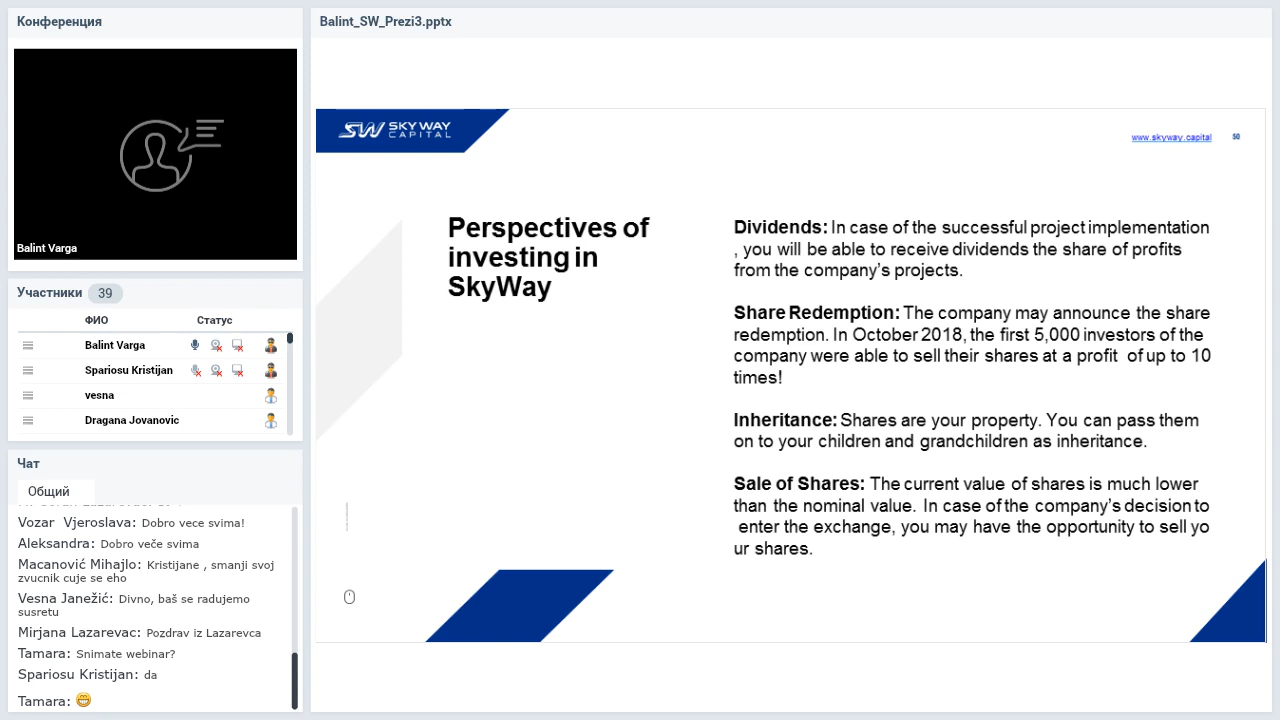 Конференция
Balint Varga
Участники 39
ФИО Статус
Balint Varga
Spariosu Kristijan
vesna
Dragana Jovanovic
Чат
Общий
Vozar Vjeroslava: Dobro vece svima!
Aleksandra: Dobro veče svima
Macanović Mihajlo: Kristijane , smanji svoj
zvucnik cuje se eho
Vesna Janežić: Divno, baš se radujemo
susretu
Mirjana Lazarevac: Pozdrav iz Lazarevca
Tamara: Snimate webinar?
Spariosu Kristijan: da
Tamara:
Balint_SW_Prezi3.pptx
SW SKY WAY
CAPITAL
www.skyway.capital 50
Perspectives of
investing in
SkyWay
Dividends: In case of the successful project implementation
, you will be able to receive dividends the share of profits
from the company's projects.
Share Redemption: The company may announce the share
redemption. In October 2018, the first 5,000 investors of the
company were able to sell their shares at a profit of up to 10
times!
Inheritance: Shares are your property. You can pass them
on to your children and grandchildren as inheritance.
Sale of Shares: The current value of shares is much lower
than the nominal value. In case of the company's decision to
enter the exchange, you may have the opportunity to sell yo
ur shares.